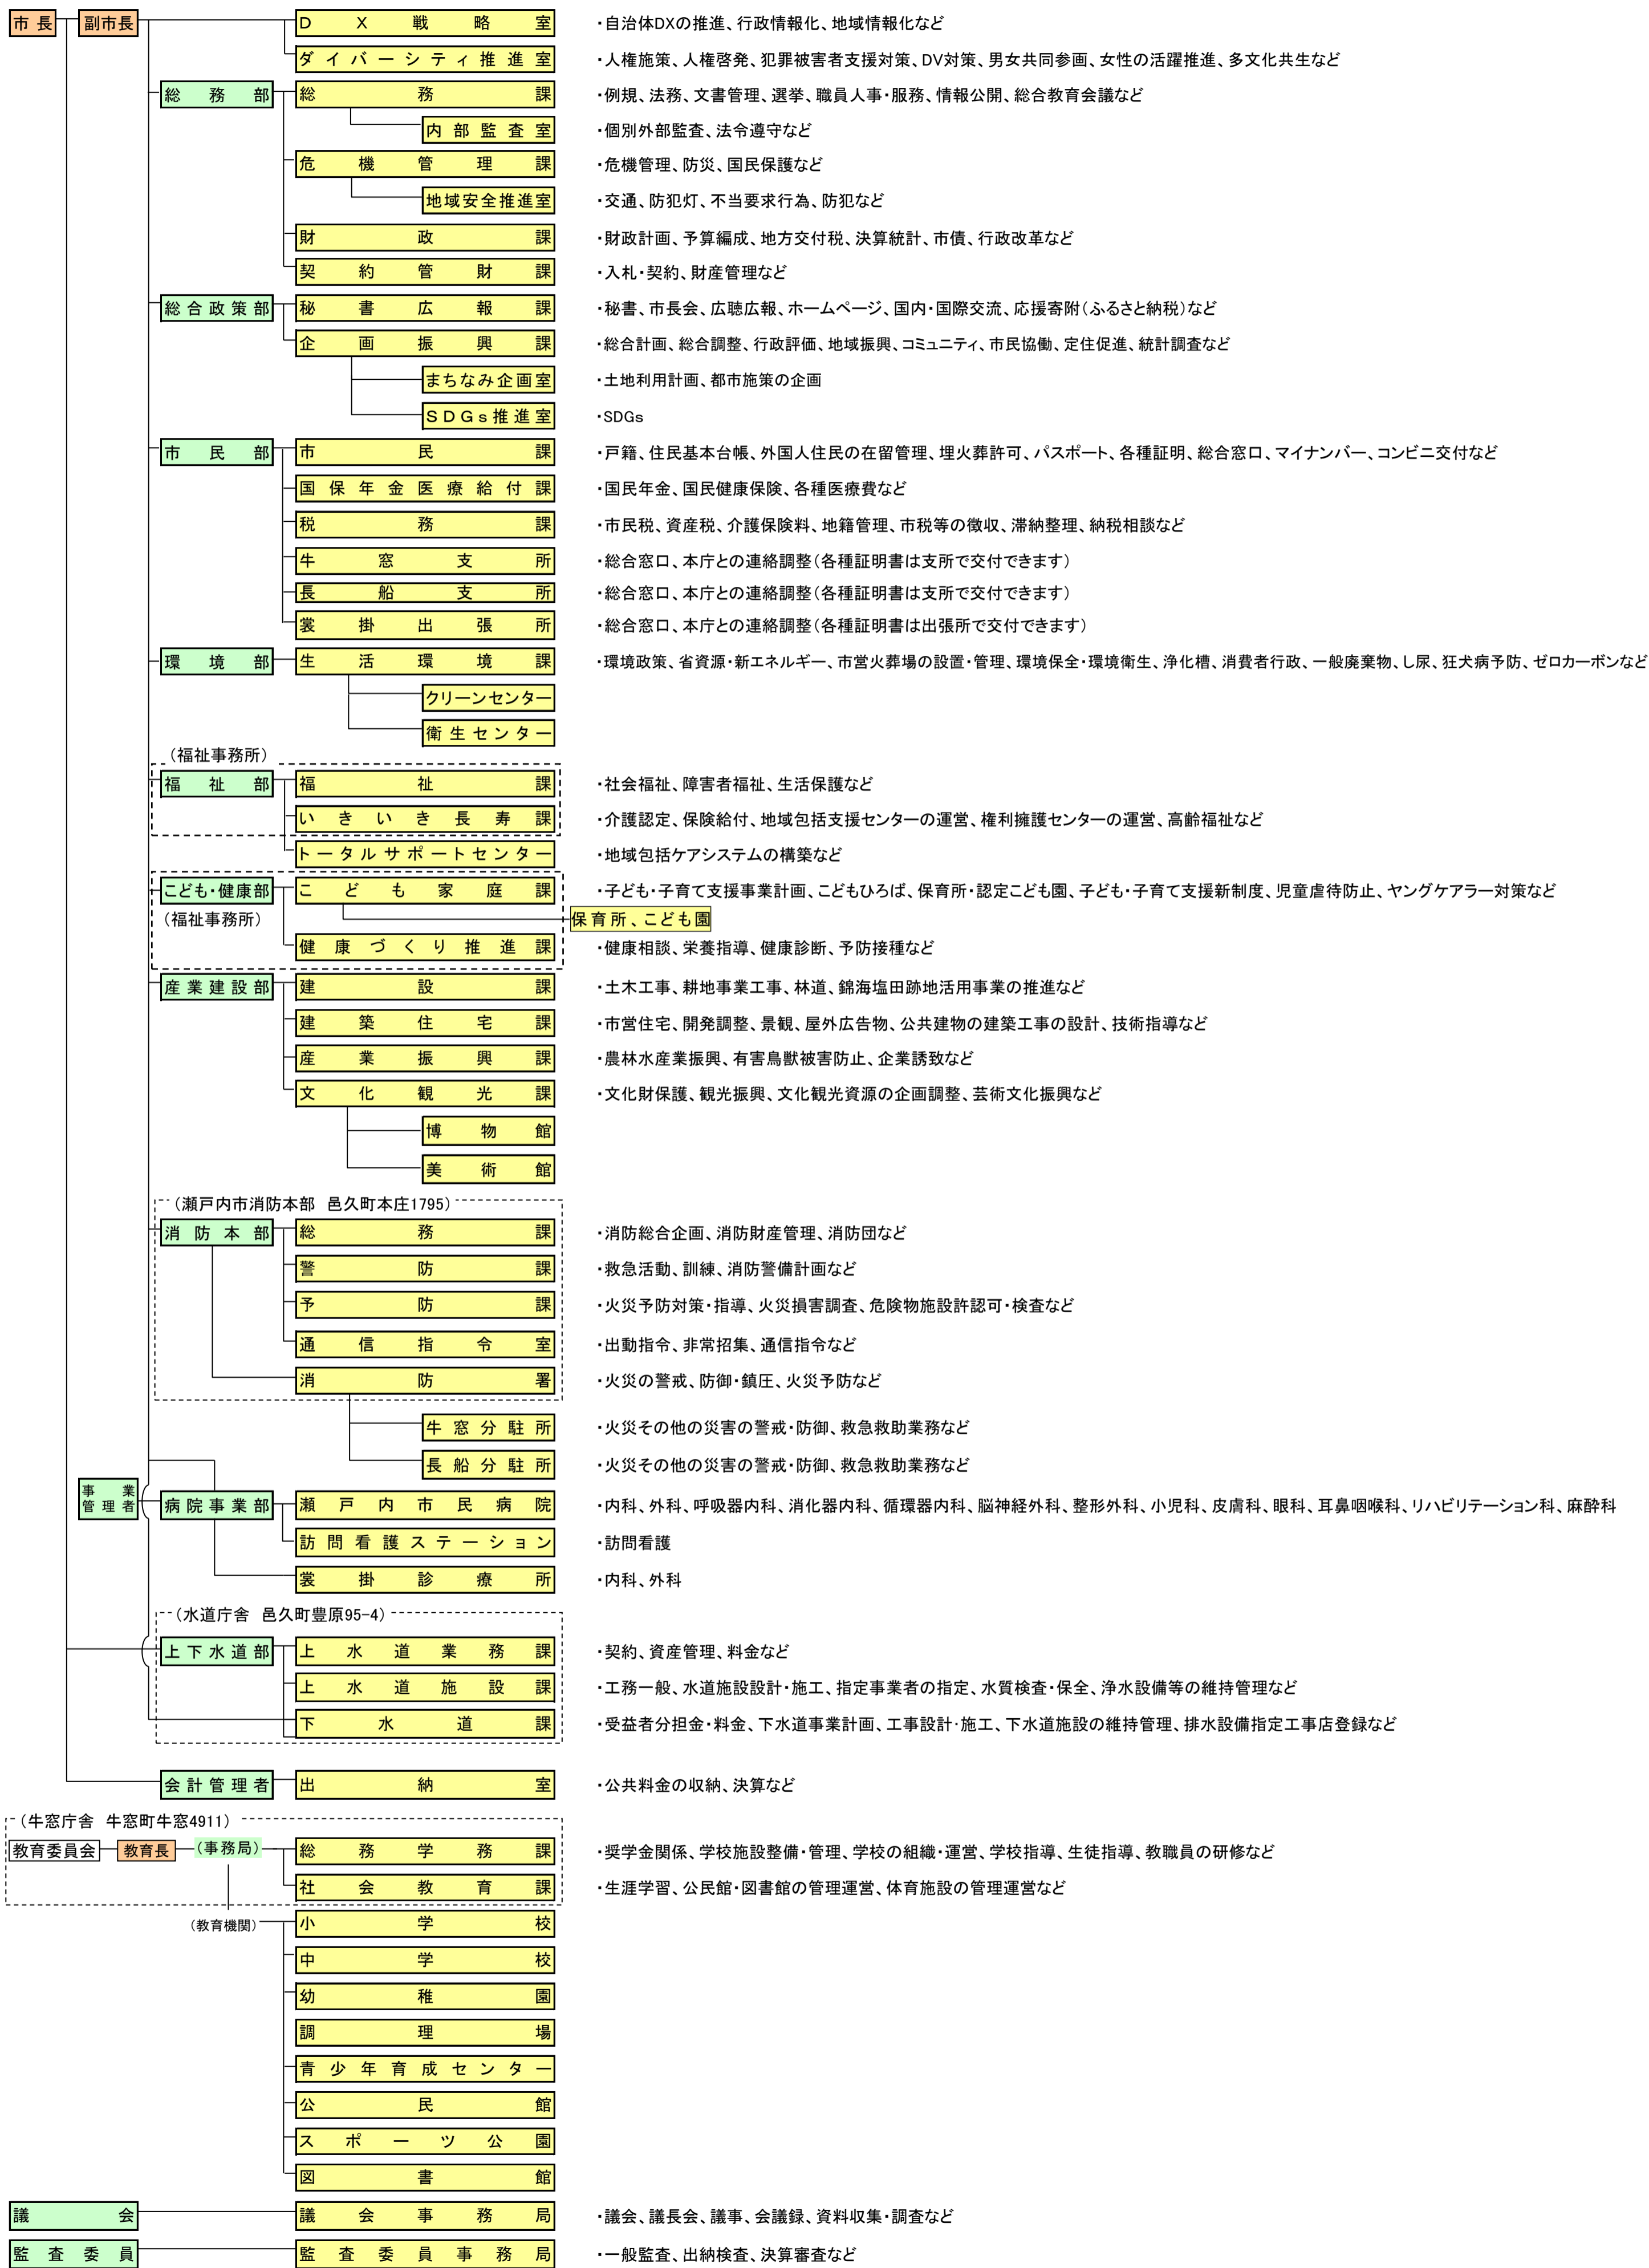 市長 副市長 DX戦略室 ・自治体DXの推進、行政情報化、地域情報化など
ダイバーシティ推進室 ・人権施策、人権啓発、犯罪被害者支援対策、DV対策、男女共同参画、女性の活躍推進、多文化共生など
総務部 総務課 ・例規、法務、文書管理、選挙、職員人事・服務、情報公開、総合教育会議など
内部監査室 ・個別外部監査、法令遵守など
危機管理課 ・危機管理、防災、国民保護など
地域安全推進室 ・交通、防犯灯、不当要求行為、防犯など
財政課 ・財政計画、予算編成、地方交付税、決算統計、市債、行政改革など
契約管財課 ・入札・契約、財産管理など
総合政策部 秘書広報課 ・秘書、市長会、広聴広報、ホームページ、国内・国際交流、応援寄附(ふるさと納税)など
企画振興課 ・総合計画、総合調整、行政評価、地域振興、コミュニティ、市民協働、定住促進、統計調査など
まちなみ企画室 ・土地利用計画、都市施策の企画
SDGs推進室 ・SDGs
市民部 市民課 ・戸籍、住民基本台帳、外国人住民の在留管理、埋火葬許可、パスポート、各種証明、総合窓口、マイナンバー、コンビニ交付など
国保年金医療給付課 ・国民年金、国民健康保険、各種医療費など
税務課 ・市民税、資産税、介護保険料、地籍管理、市税等の徴収、滞納整理、納税相談など
牛窓支所 ・総合窓口、本庁との連絡調整(各種証明書は支所で交付できます)
長船支所 ・総合窓口、本庁との連絡調整(各種証明書は支所で交付できます)
裳掛出張所 ・総合窓口、本庁との連絡調整(各種証明書は出張所で交付できます)
環境部 生活環境課 ・環境政策、省資源・新エネルギー、市営火葬場の設置・管理、環境保全・環境衛生、浄化槽、消費者行政、一般廃棄物、し尿、狂犬病予防、ゼロカーボンなど
クリーンセンター
衛生センター
(福祉事務所)
福祉部 福祉課 ・社会福祉、障害者福祉、生活保護など
いきいき長寿課 ・介護認定、保険給付、地域包括支援センターの運営、権利擁護センターの運営、高齢福祉など
トータルサポートセンター ・地域包括ケアシステムの構築など
こども・健康部 こども家庭課 ・子ども・子育て支援事業計画、こどもひろば、保育所・認定こども園、子ども・子育て支援新制度、児童虐待防止、ヤングケアラー対策など
(福祉事務所) 保育所、こども園
健康づくり推進課 ・健康相談、栄養指導、健康診断、予防接種など
産業建設部 建設課 ・土木工事、耕地事業工事、林道、錦海塩田跡地活用事業の推進など
建築住宅課 ・市営住宅、開発調整、景観、屋外広告物、公共建物の建築工事の設計、技術指導など
産業振興課 ・農林水産業振興、有害鳥獣被害防止、企業誘致など
文化観光課 ・文化財保護、観光振興、文化観光資源の企画調整、芸術文化振興など
博物館
美術館
(瀬戸内市消防本部 邑久町本庄1795)
消防本部 総務課 ・消防総合企画、消防財産管理、消防団など
警防課 ・救急活動、訓練、消防警備計画など
予防課 ・火災予防対策・指導、火災損害調査、危険物施設許認可・検査など
通信指令室 ・出動指令、非常招集、通信指令など
消防署 ・火災の警戒、防御・鎮圧、火災予防など
牛窓分駐所 ・火災その他の災害の警戒・防御、救急救助業務など
長船分駐所 ・火災その他の災害の警戒・防御、救急救助業務など
事業
管理者 病院事業部 瀬戸内市民病院 ・内科、外科、呼吸器内科、消化器内科、循環器内科、脳神経外科、整形外科、小児科、皮膚科、眼科、耳鼻咽喉科、リハビリテーション科、麻酔科
訪問看護ステーション ・訪問看護
裳掛診療所 ・内科、外科
(水道庁舎 邑久町豊原95-4)
上下水道部 上水道業務課 ・契約、資産管理、料金など
上水道施設課 ・工務一般、水道施設設計・施工、指定事業者の指定、水質検査・保全、浄水設備等の維持管理など
下水道課 ・受益者分担金・料金、下水道事業計画、工事設計・施工、下水道施設の維持管理、排水設備指定工事店登録など
会計管理者 出納室 ・公共料金の収納、決算など
(牛窓庁舎 牛窓町牛窓4911)
教育委員会 教育長 (事務局) 総務学務課 ・奨学金関係、学校施設整備・管理、学校の組織・運営、学校指導、生徒指導、教職員の研修など
社会教育課 ・生涯学習、公民館・図書館の管理運営、体育施設の管理運営など
(教育機関) 小学校
中学校
幼稚園
調理場
青少年育成センター
公民館
スポーツ公園
図書館
議会 議会事務局 ・議会、議長会、議事、会議録、資料収集・調査など
監査委員 監査委員事務局 ・一般監査、出納検査、決算審査など